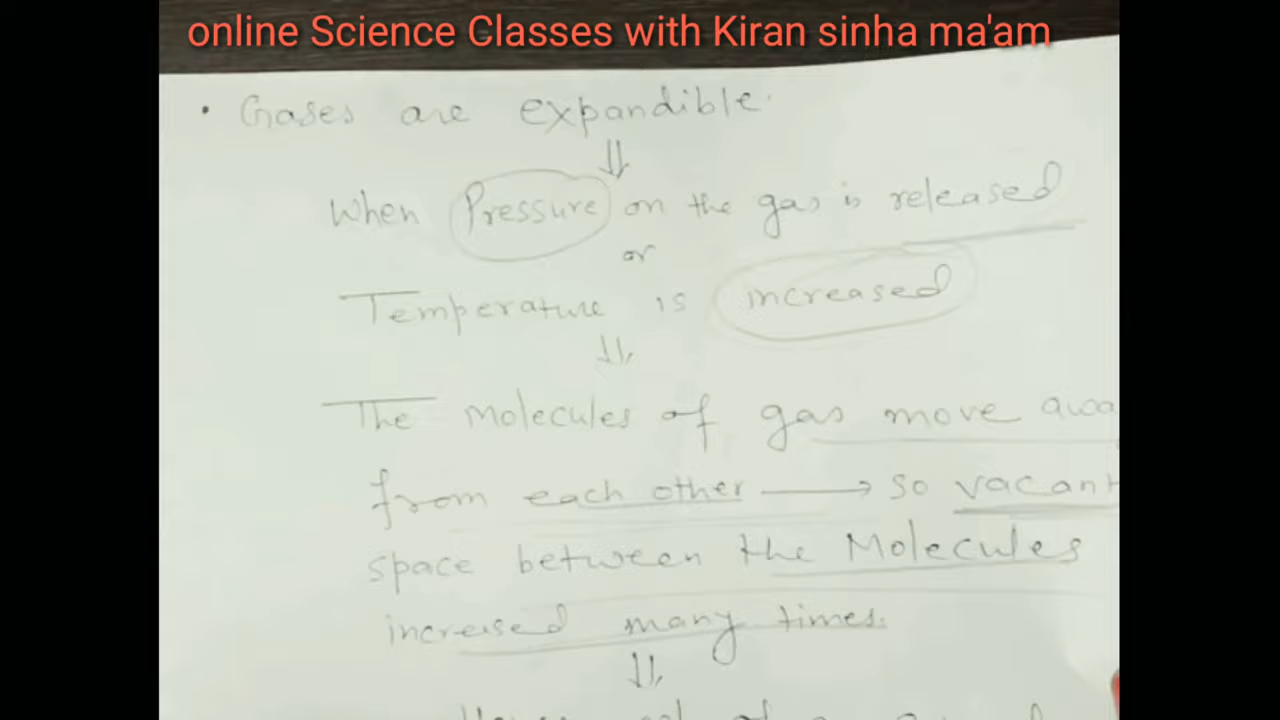 online Science Classes with Kiran sinha ma'am
• Gases are expandible.
⇓
When Pressure on the gas is released
or
Temperature is increased
⇓
The Molecules of gas move awa
from each other ⟶ so vacant
space between the Molecules
increased many times.
⇓